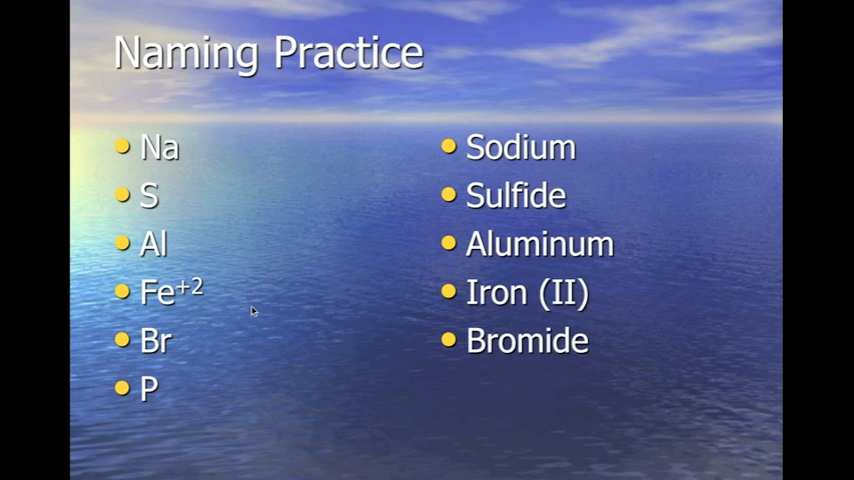 Naming Practice
Na
S
Al
Fe⁺²
Br
P
Sodium
Sulfide
Aluminum
Iron (II)
Bromide